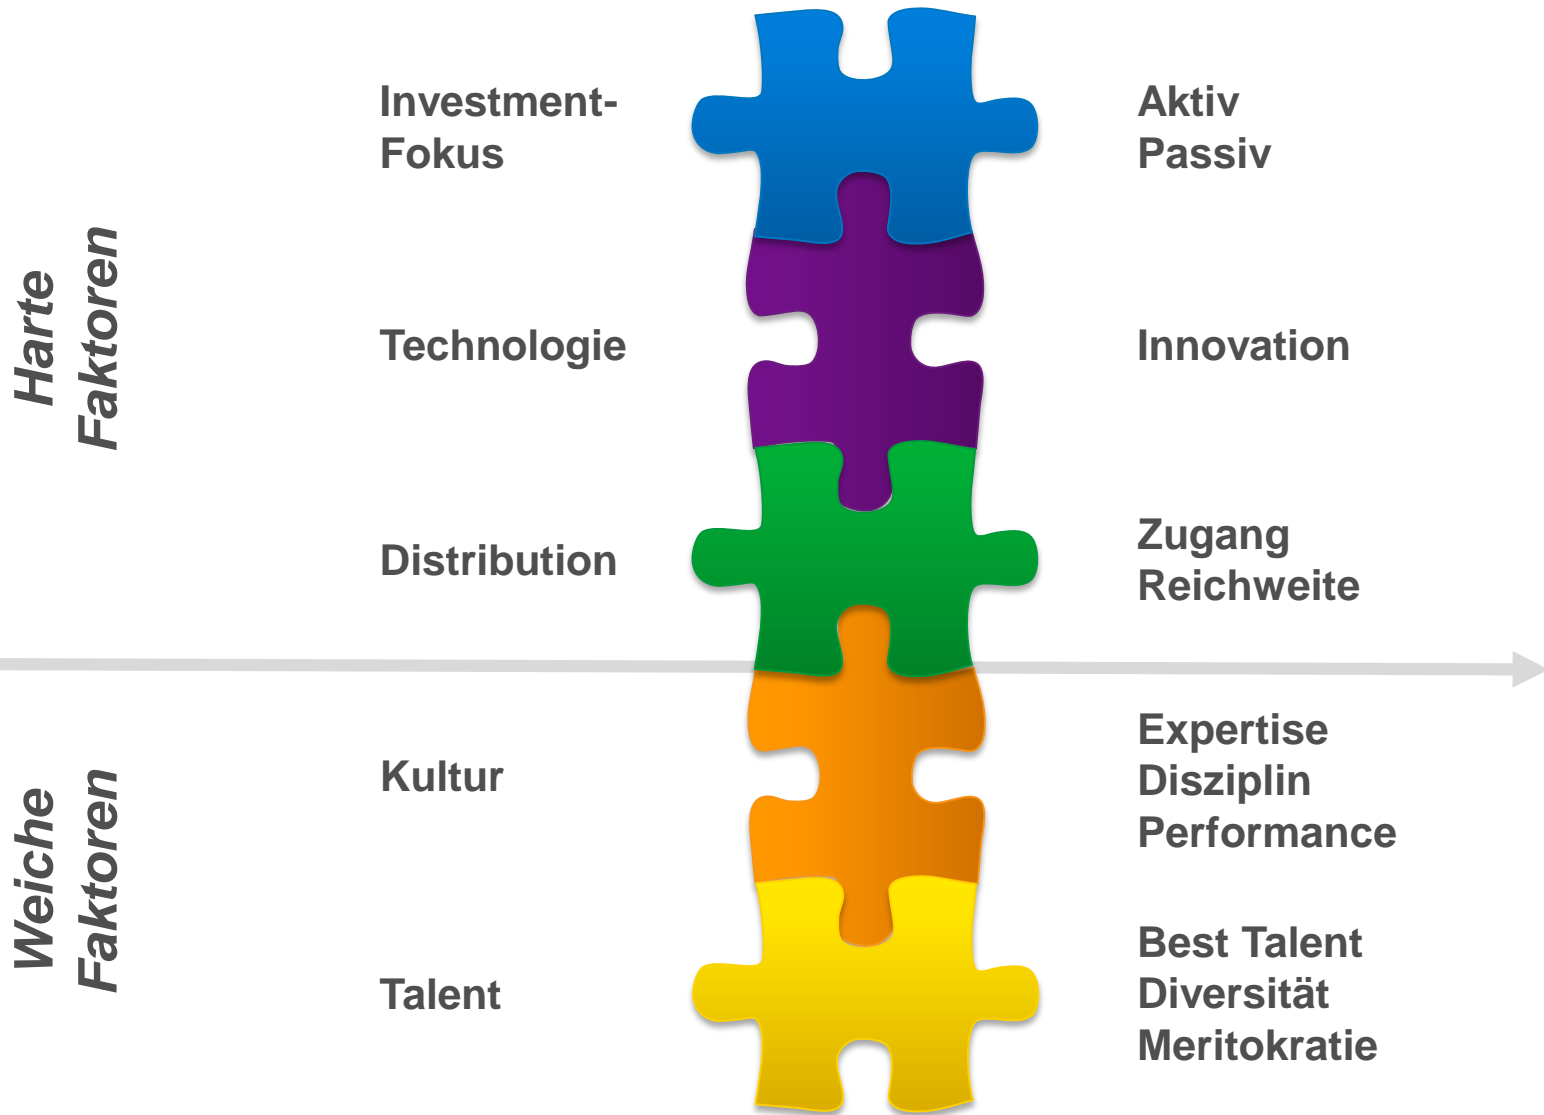 Harte
Faktoren
Investment-
Fokus
Aktiv
Passiv
Technologie
Innovation
Distribution
Zugang
Reichweite
Weiche
Faktoren
Kultur
Expertise
Disziplin
Performance
Talent
Best Talent
Diversität
Meritokratie